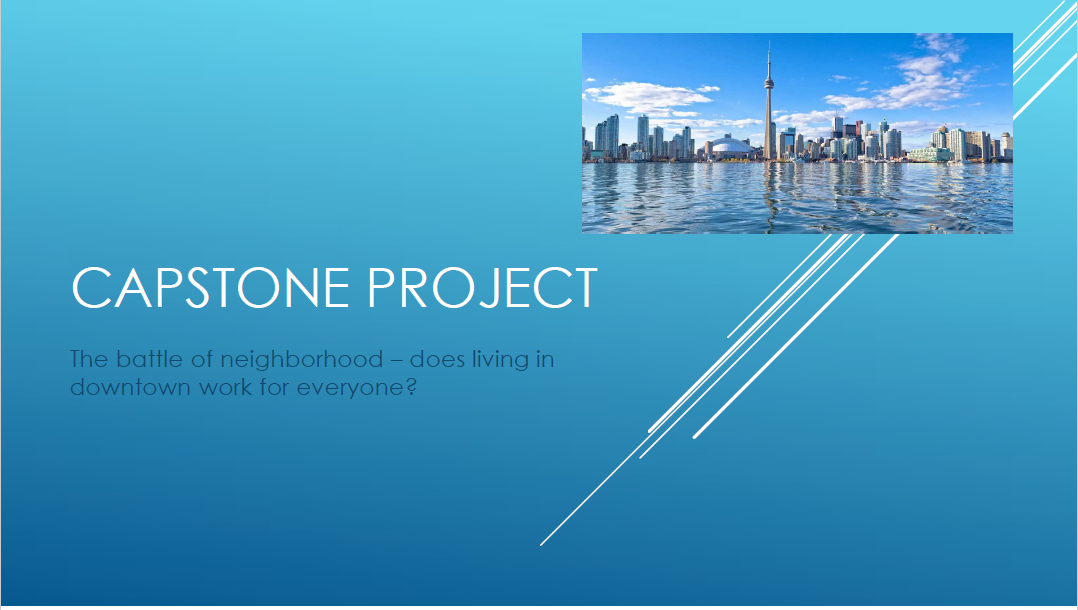 CAPSTONE PROJECT
The battle of neighborhood – does living in
downtown work for everyone?